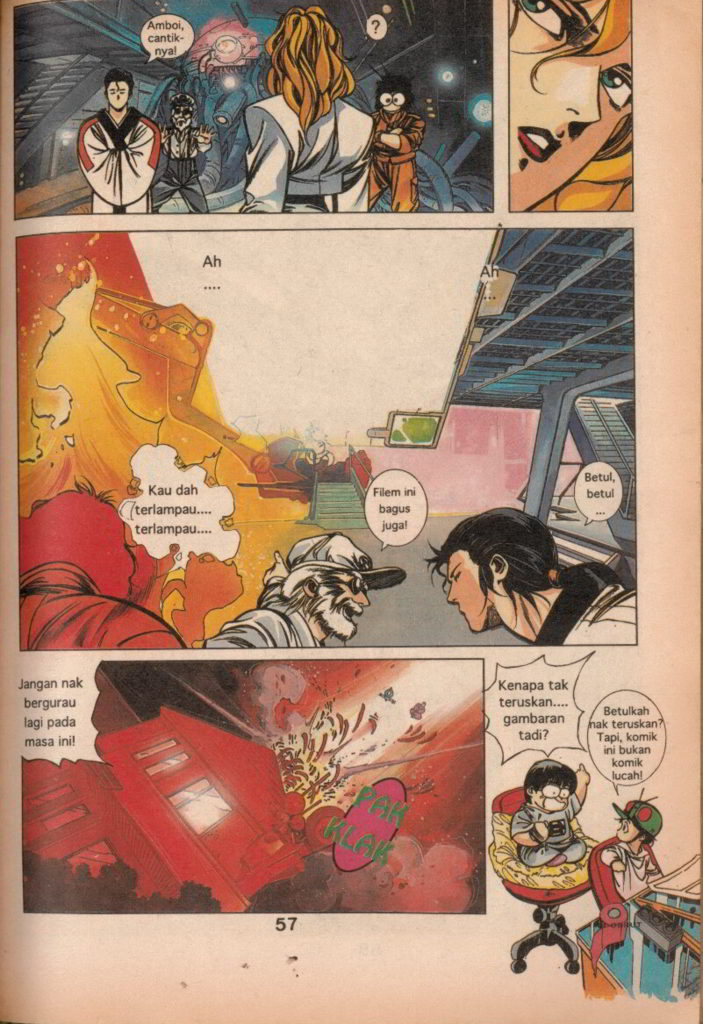 Amboi,
cantik-
nya!
?
Ah
....
Ah
...
Kau dah
terlampau....
terlampau....
Filem ini
bagus
juga!
Betul,
betul
...
Jangan nak
bergurau
lagi pada
masa ini!
PAK
KLAK
Kenapa tak
teruskan....
gambaran
tadi?
Betulkah
nak teruskan?
Tapi, komik
ini bukan
komik
lucah!
57